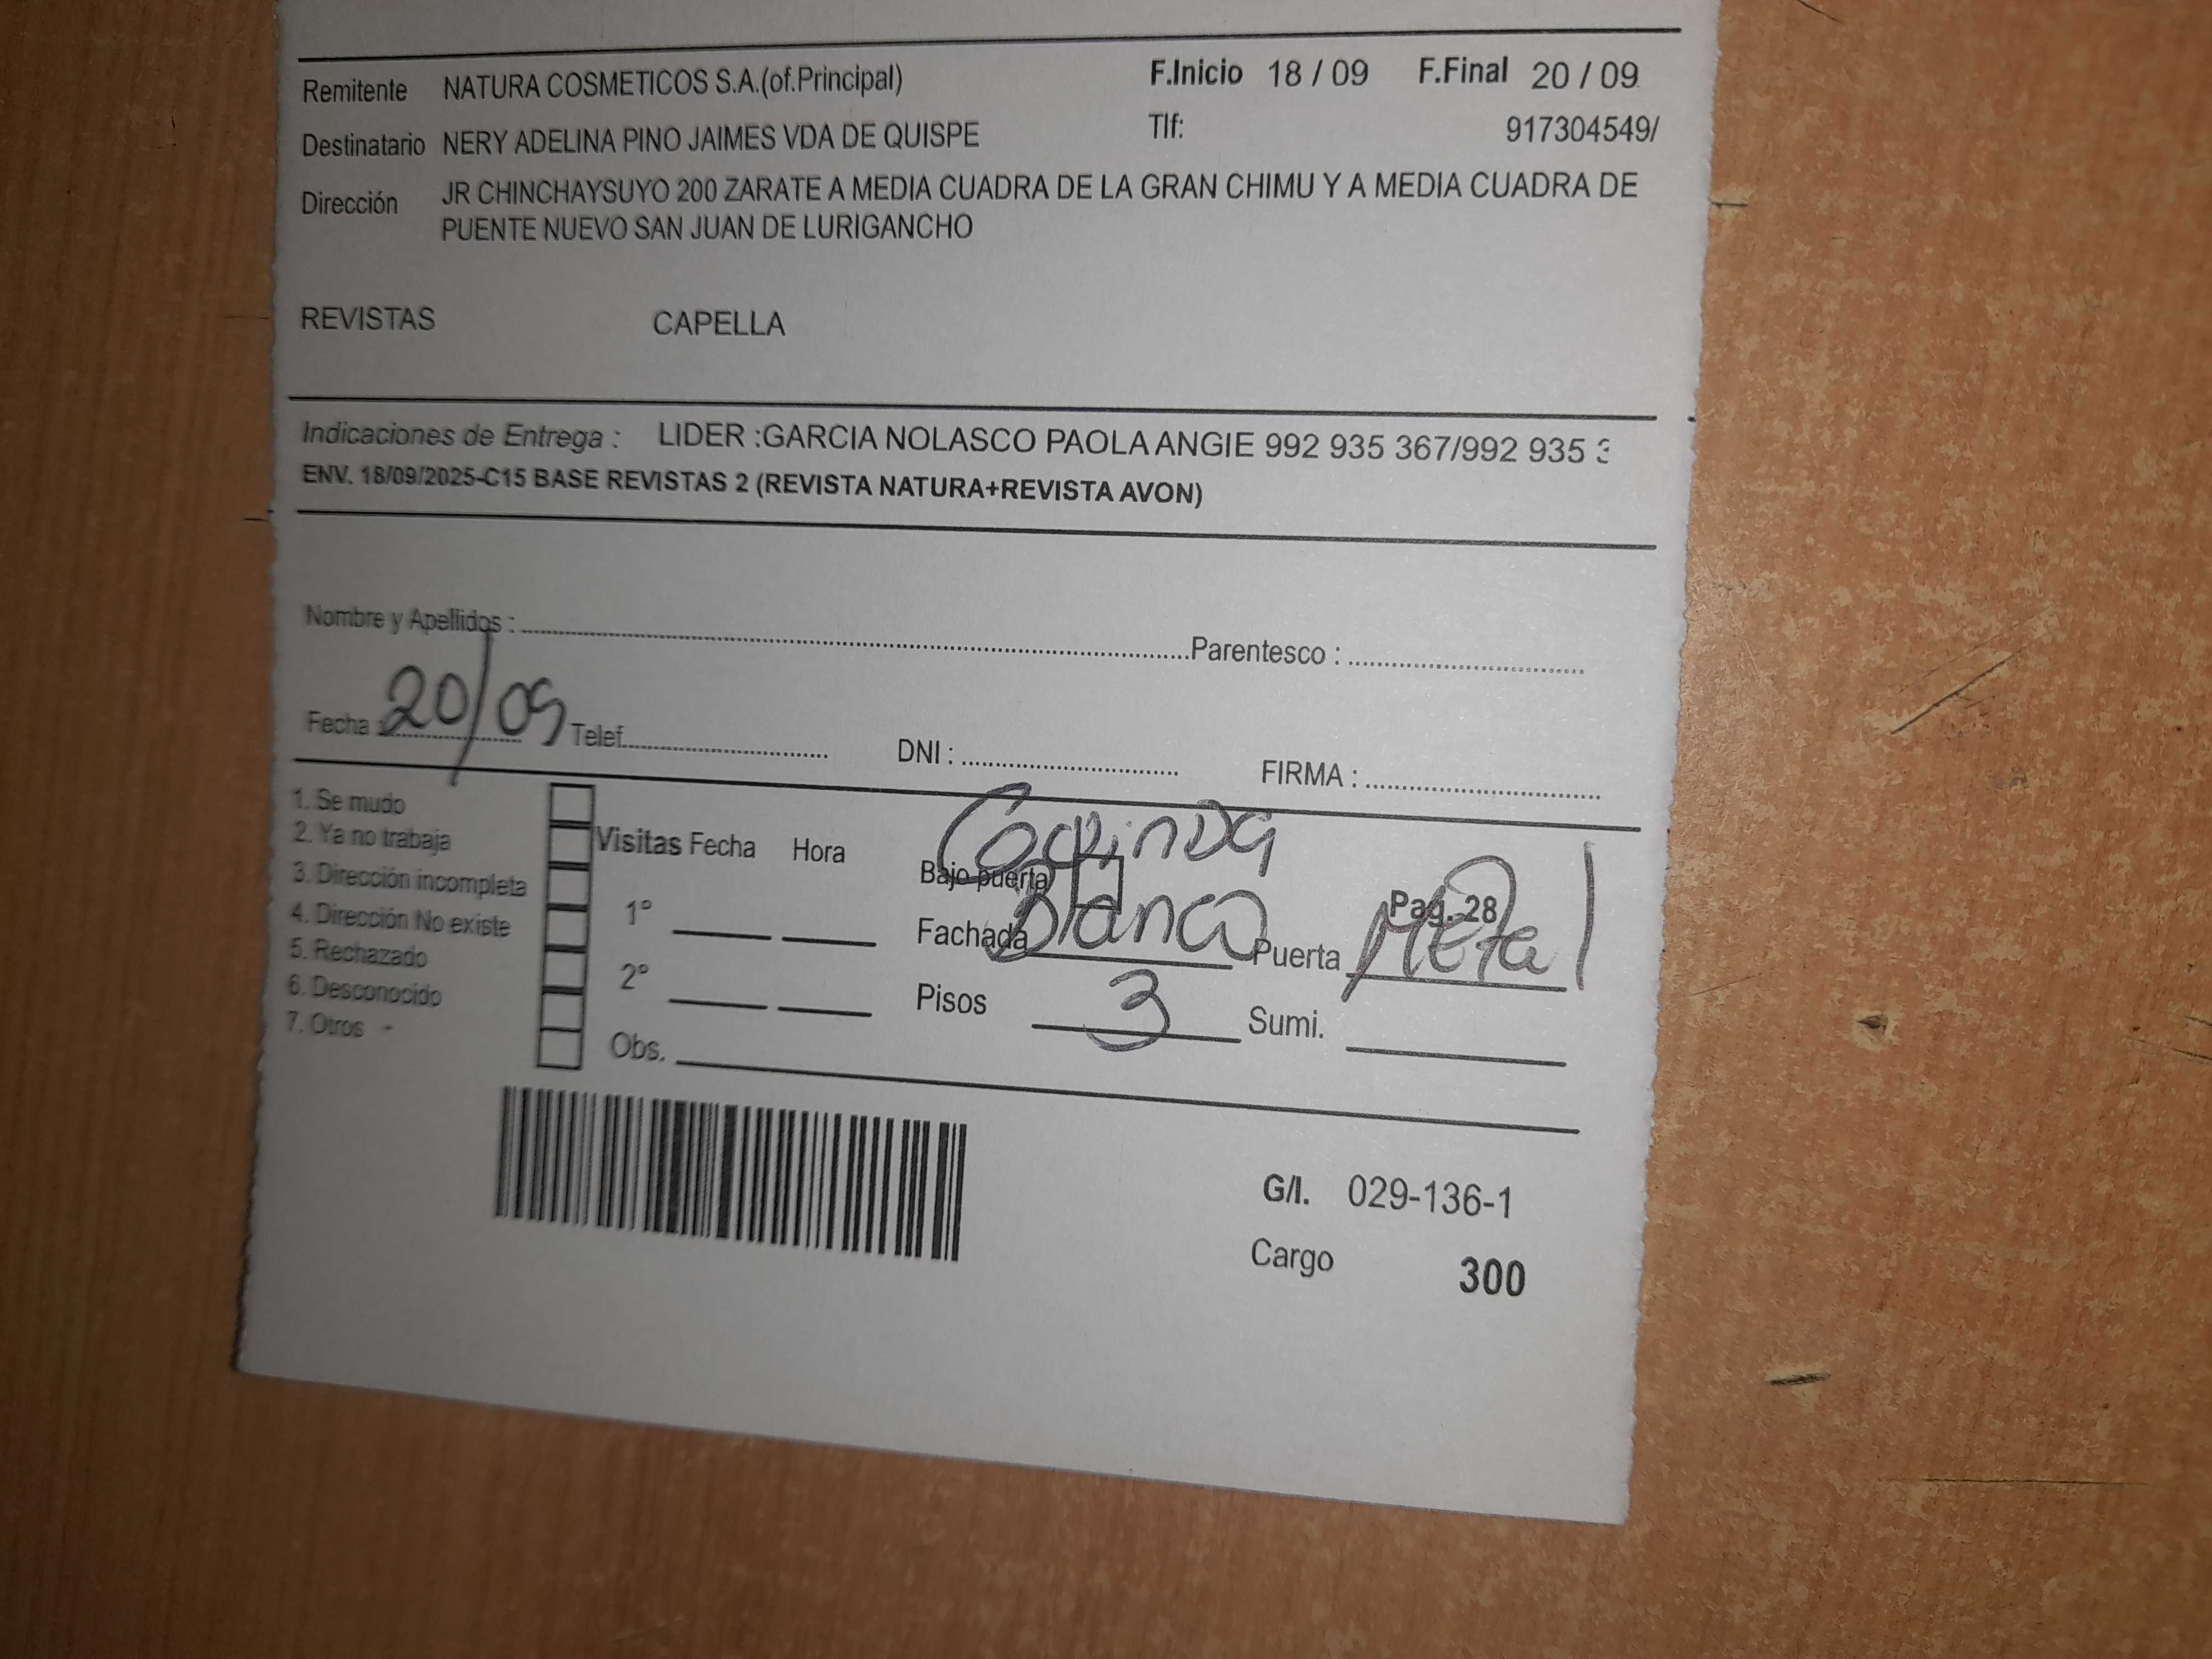 Remitente NATURA COSMETICOS S.A.(of.Principal) F.Inicio 18 / 09 F.Final 20 / 09
Destinatario NERY ADELINA PINO JAIMES VDA DE QUISPE Tlf: 917304549/
Dirección JR CHINCHAYSUYO 200 ZARATE A MEDIA CUADRA DE LA GRAN CHIMU Y A MEDIA CUADRA DE
PUENTE NUEVO SAN JUAN DE LURIGANCHO
REVISTAS CAPELLA
Indicaciones de Entrega : LIDER :GARCIA NOLASCO PAOLA ANGIE 992 935 367/992 935 3
ENV. 18/09/2025-C15 BASE REVISTAS 2 (REVISTA NATURA+REVISTA AVON)
Nombre y Apellidos : Parentesco :
Fecha : 20/09 Telef. DNI : FIRMA :
1. Se mudo
2. Ya no trabaja
3. Dirección incompleta
4. Dirección No existe
5. Rechazado
6. Desconocido
7. Otros
Visitas Fecha Hora
1°
2°
Obs.
Bajo puerta Pag. 28
Fachada Blanco Puerta Metal
Pisos 3 Sumi.
G/I. 029-136-1
Cargo 300